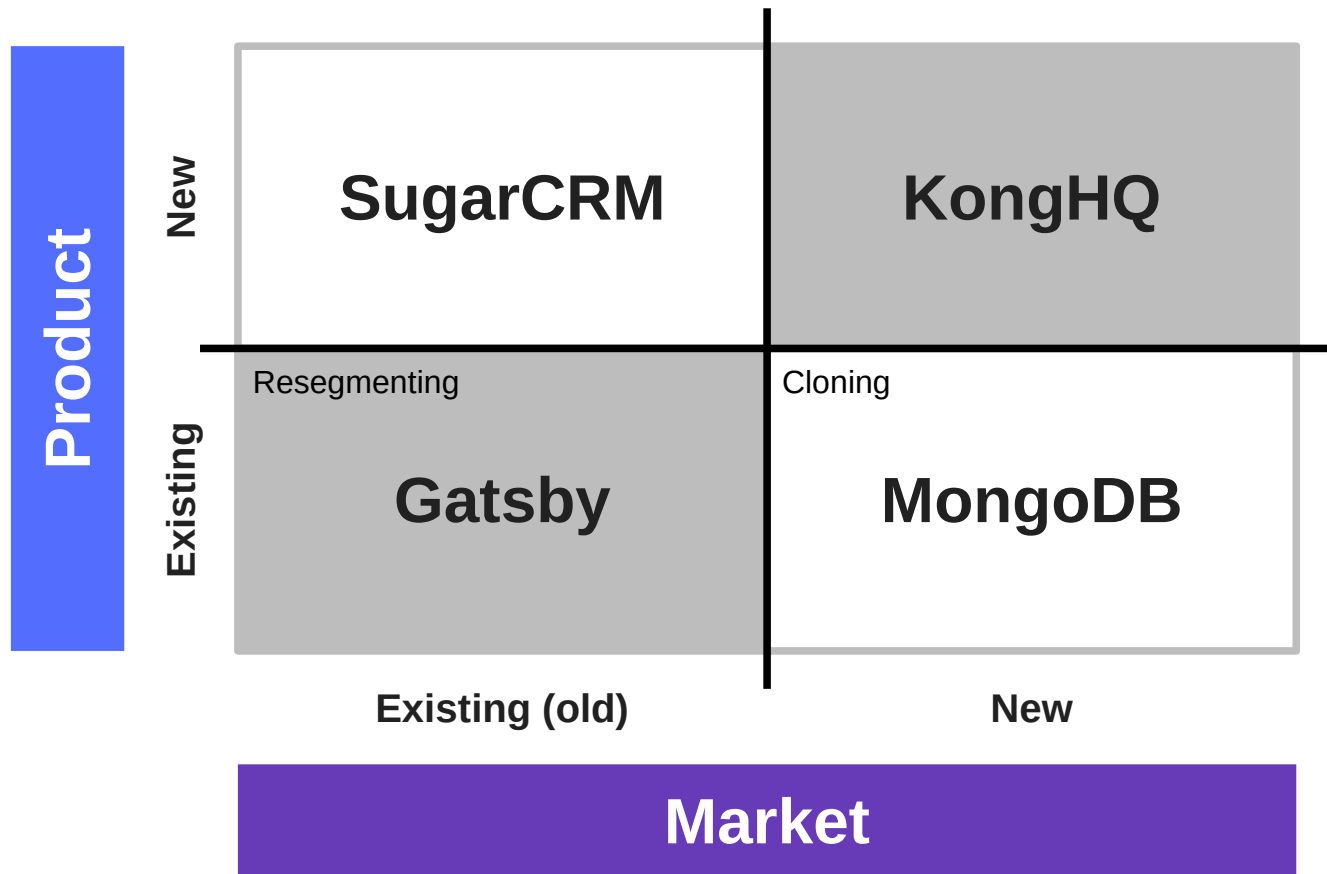 Product
New
SugarCRM
KongHQ
Existing
Resegmenting
Gatsby
Cloning
MongoDB
Existing (old)
New
Market